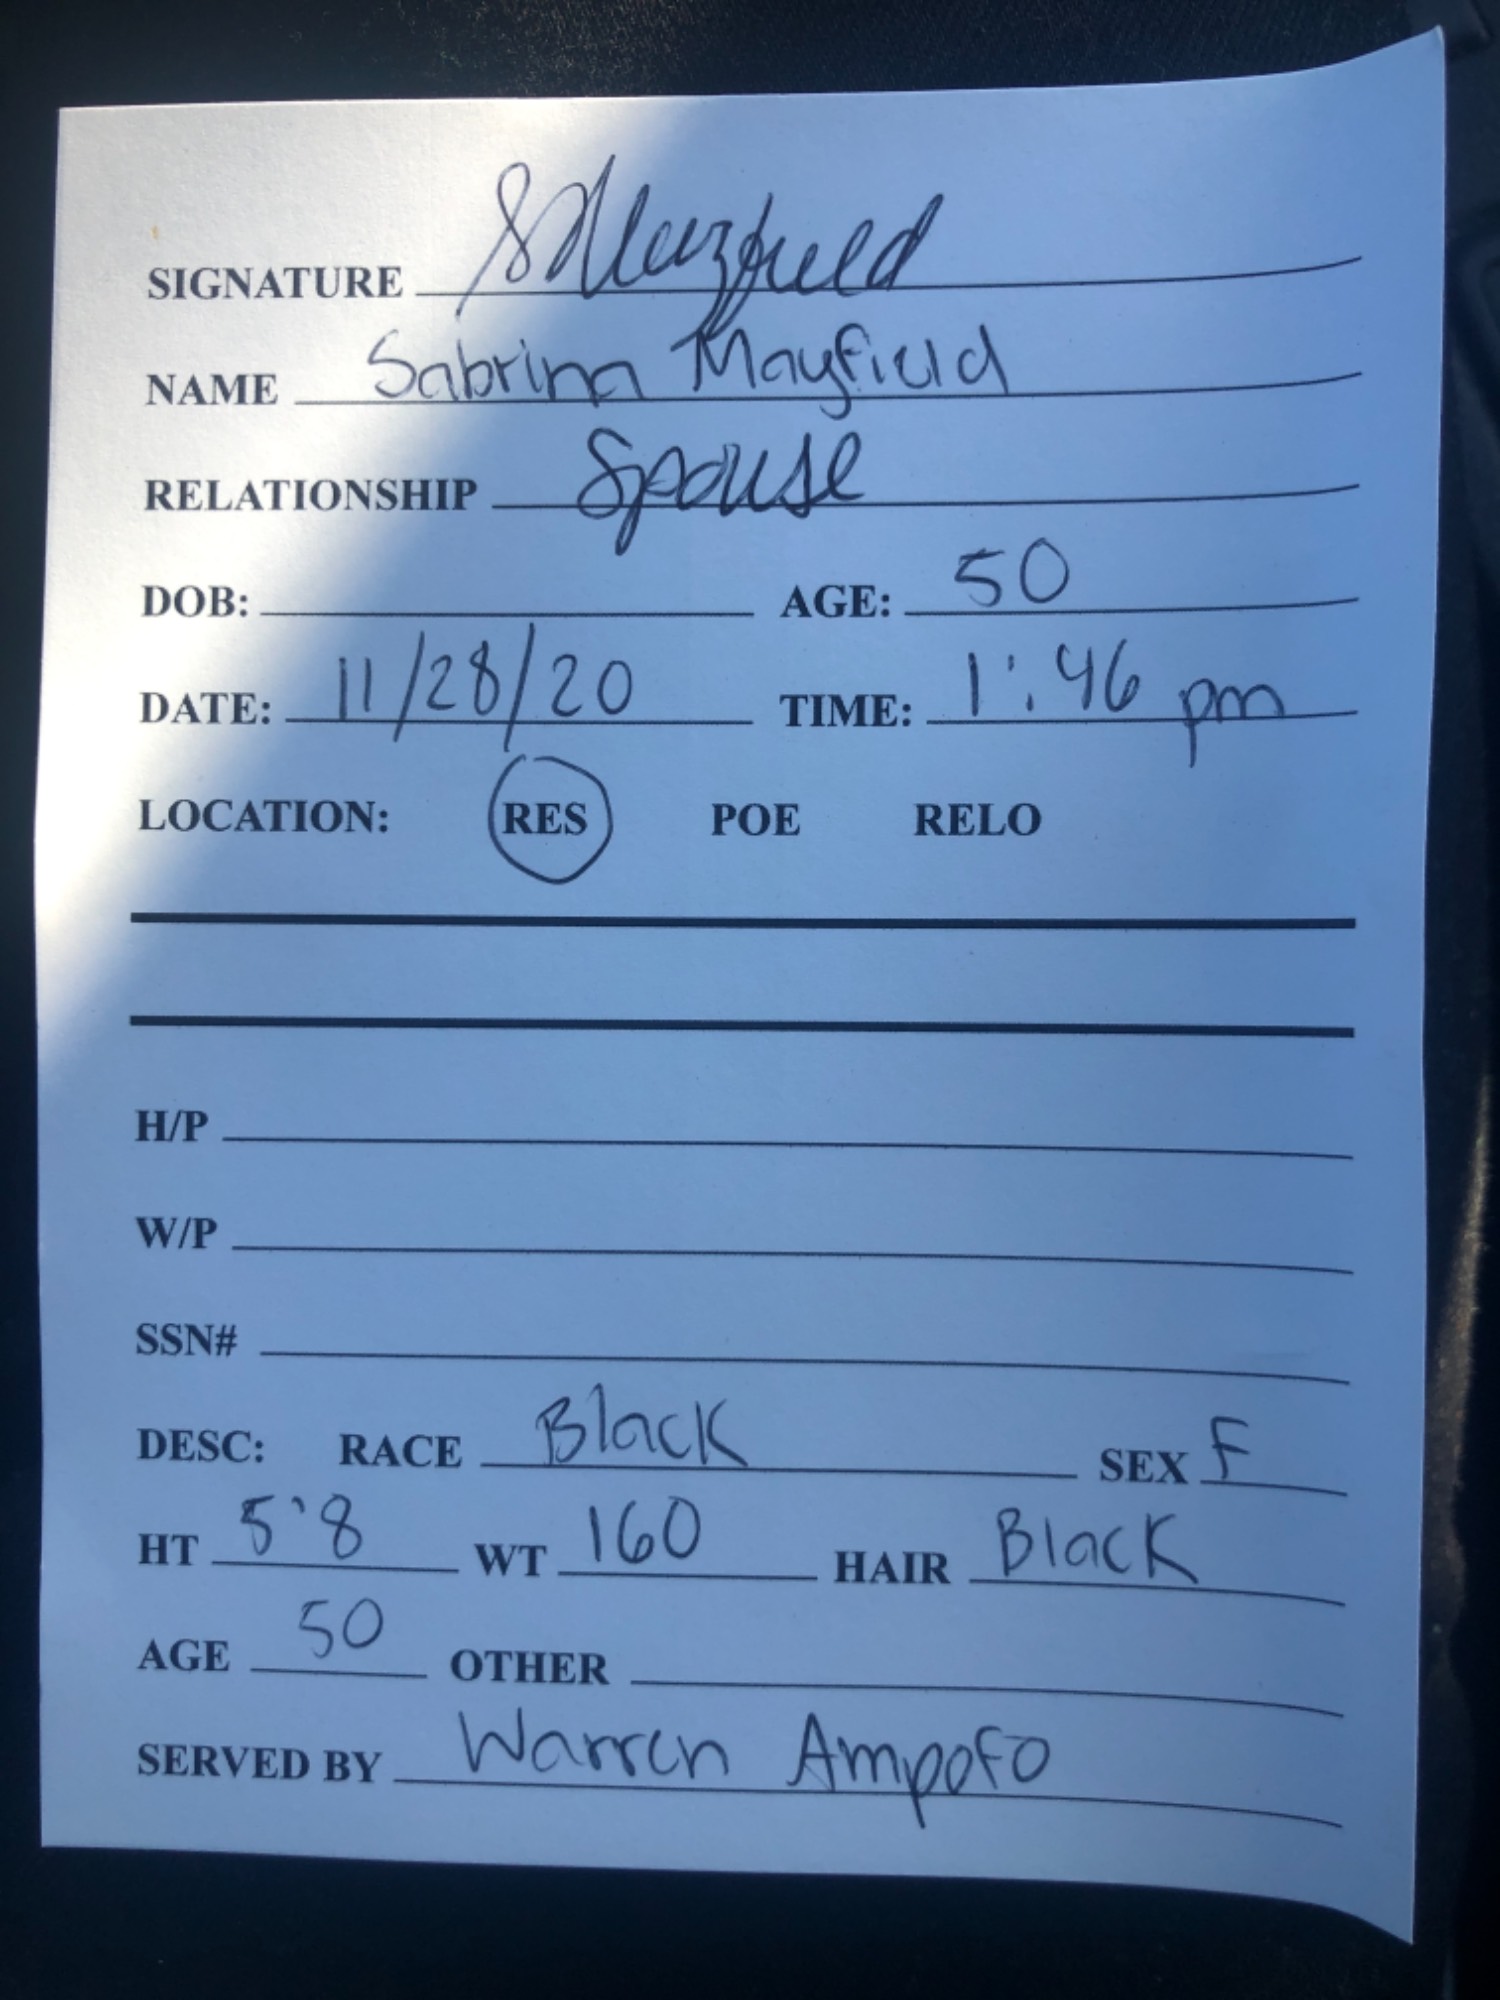 SIGNATURE SMayfield
NAME Sabrina Mayfield
RELATIONSHIP Spouse
DOB: AGE: 50
DATE: 11/28/20 TIME: 1:46 pm
LOCATION: RES POE RELO
H/P
W/P
SSN#
DESC: RACE Black SEX F
HT 5'8 WT 160 HAIR Black
AGE 50 OTHER
SERVED BY Warren Ampofo